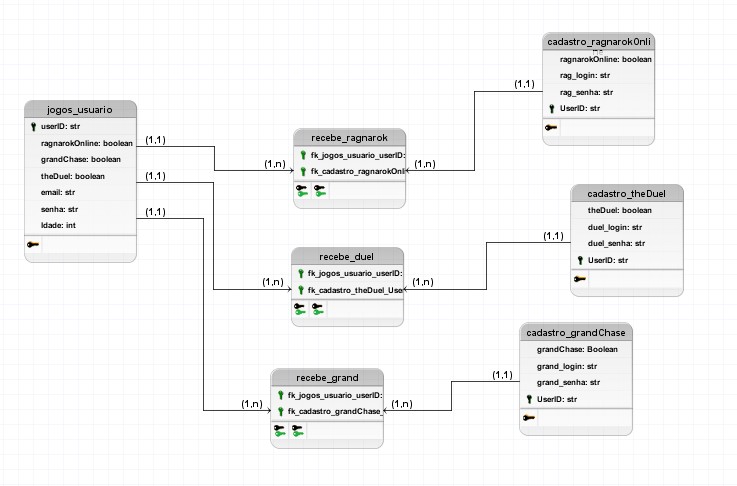 jogos_usuario
userID: str
ragnarokOnline: boolean
grandChase: boolean
theDuel: boolean
email: str
senha: str
Idade: int
(1,1)
(1,1)
(1,1)
recebe_ragnarok
fk_jogos_usuario_userID:
fk_cadastro_ragnarokOnli
(1,n)
(1,n)
recebe_duel
fk_jogos_usuario_userID:
fk_cadastro_theDuel_Use
(1,n)
(1,n)
recebe_grand
fk_jogos_usuario_userID:
fk_cadastro_grandChase_
(1,n)
(1,n)
cadastro_ragnarokOnli
ragnarokOnline: boolean
rag_login: str
rag_senha: str
UserID: str
(1,1)
cadastro_theDuel
theDuel: boolean
duel_login: str
duel_senha: str
UserID: str
(1,1)
cadastro_grandChase
grandChase: Boolean
grand_login: str
grand_senha: str
UserID: str
(1,1)